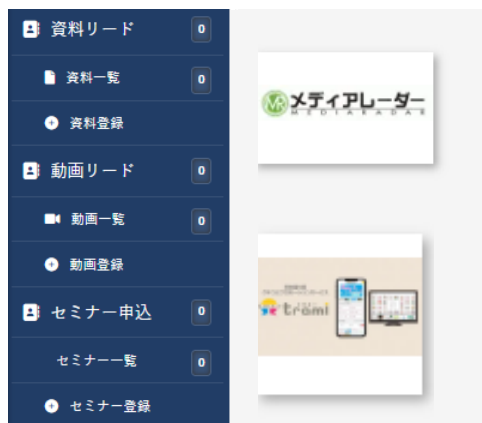 資料リード 0
資料一覧 0
資料登録
動画リード 0
動画一覧 0
動画登録
セミナー申込 0
セミナー一覧 0
セミナー登録
MR メディアレーダー
MEDIARADAR
trami